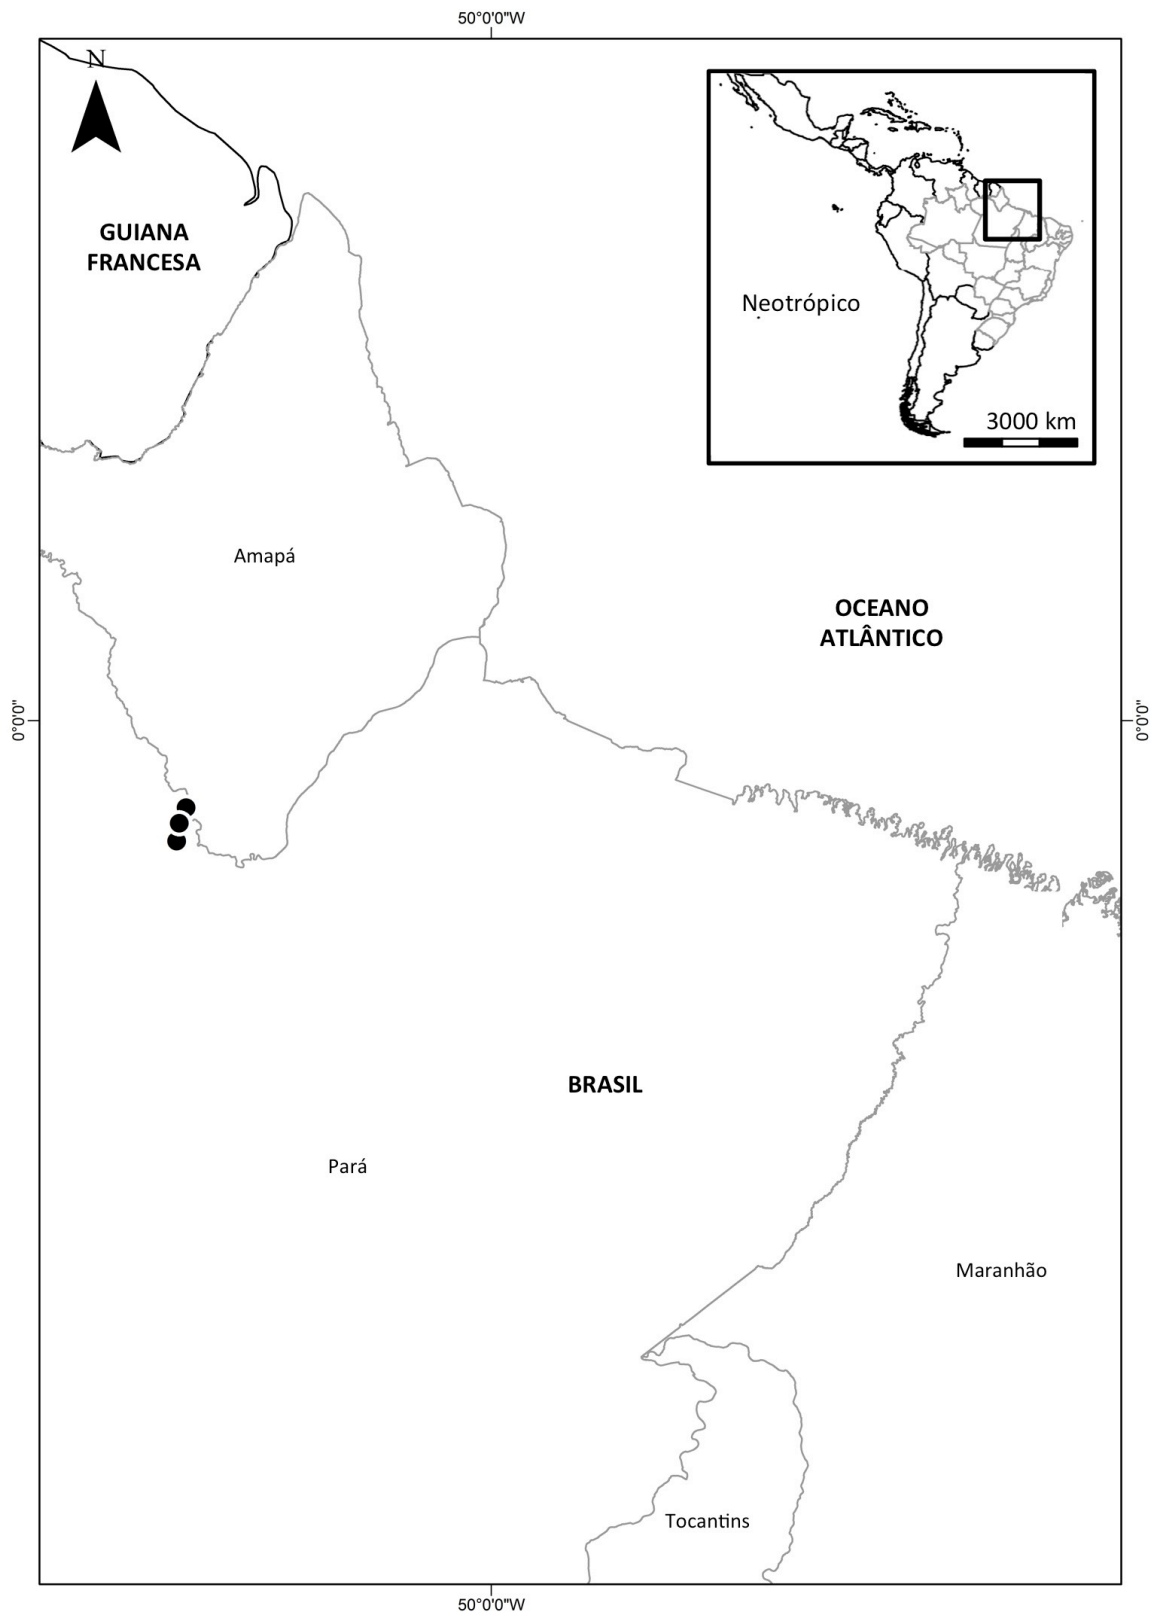 50°0'0"W
N
GUIANA
FRANCESA
Neotrópico
3000 km
Amapá
OCEANO
ATLÂNTICO
0°0'0"
0°0'0"
BRASIL
Pará
Maranhão
Tocantins
50°0'0"W